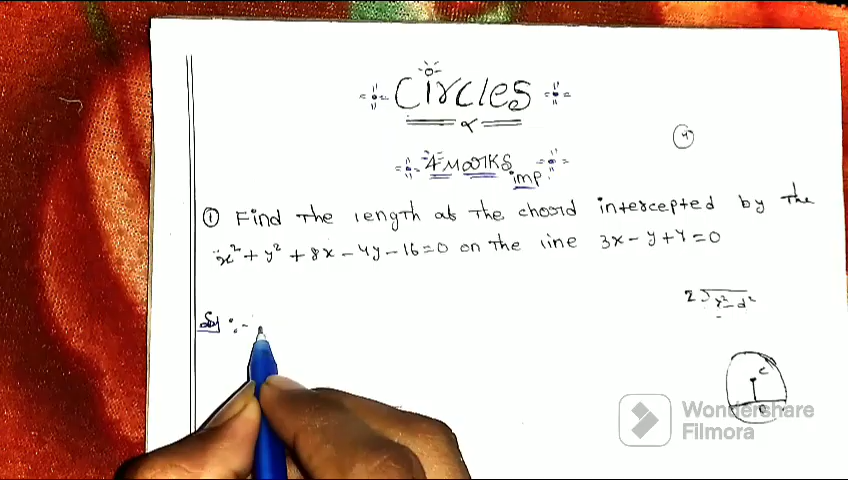 Circles
4 Marks
imp
4
① Find The length of The chord intercepted by The
x² + y² + 8x - 4y - 16 = 0 on the line 3x - y + 4 = 0
2√r² - d²
Sol :-
C
Wondershare
Filmora